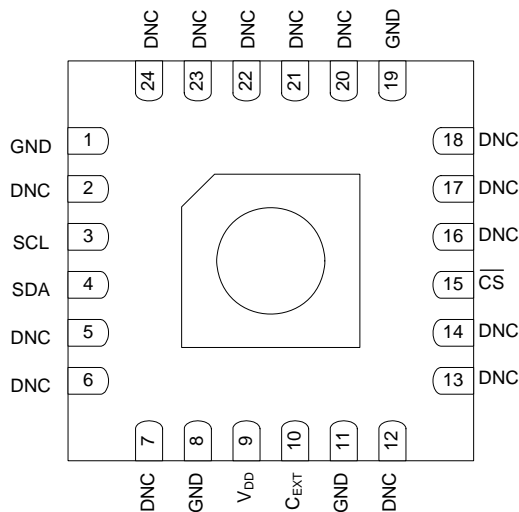 DNC DNC DNC DNC DNC GND
24 23 22 21 20 19
GND 1
DNC 2
SCL 3
SDA 4
DNC 5
DNC 6
18 DNC
17 DNC
16 DNC
15 C̅S̅
14 DNC
13 DNC
7 8 9 10 11 12
DNC GND VDD CEXT GND DNC